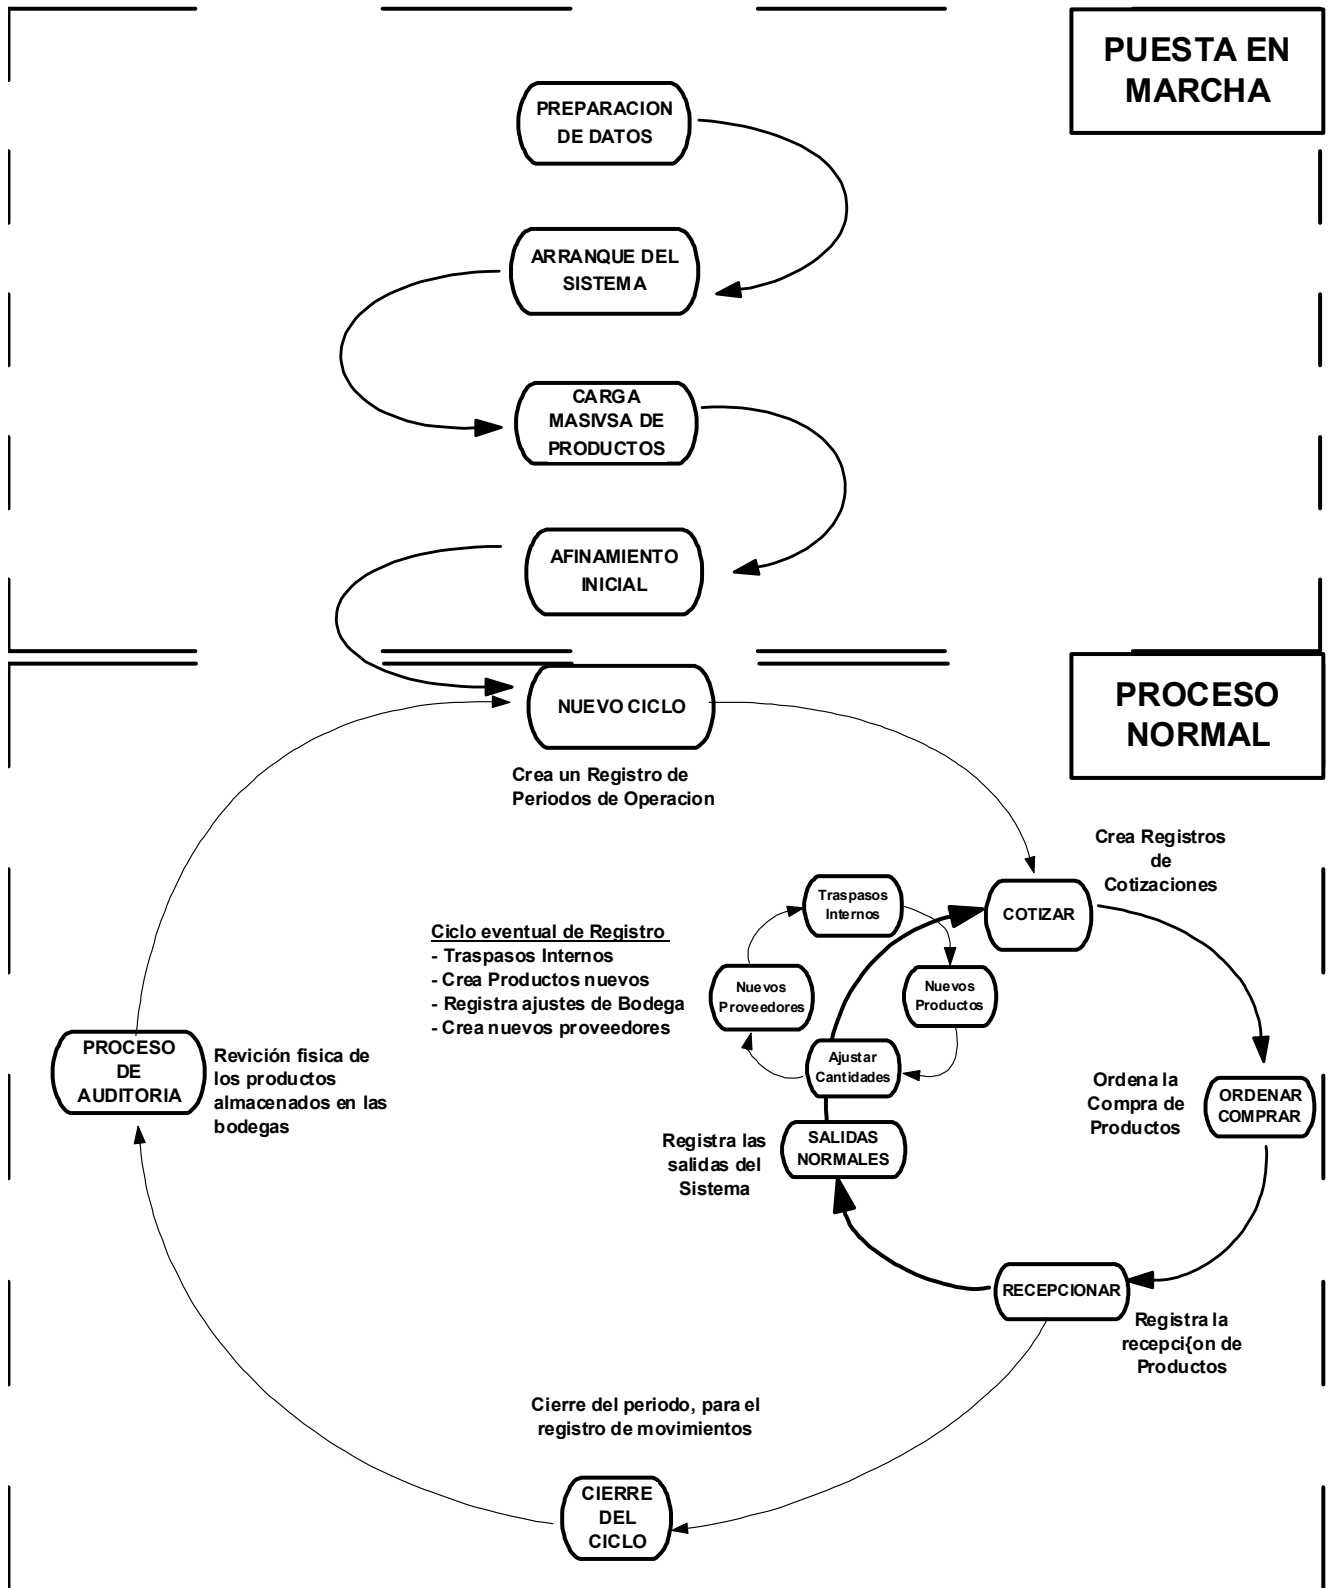 PUESTA EN
MARCHA
PREPARACION
DE DATOS
ARRANQUE DEL
SISTEMA
CARGA
MASIVSA DE
PRODUCTOS
AFINAMIENTO
INICIAL
PROCESO
NORMAL
NUEVO CICLO
Crea un Registro de
Periodos de Operacion
Crea Registros
de
Cotizaciones
COTIZAR
Traspasos
Internos
Ciclo eventual de Registro
- Traspasos Internos
- Crea Productos nuevos
- Registra ajustes de Bodega
- Crea nuevos proveedores
Nuevos
Proveedores
Nuevos
Productos
Ajustar
Cantidades
PROCESO
DE
AUDITORIA
Revición fisica de
los productos
almacenados en las
bodegas
Ordena la
Compra de
Productos
ORDENAR
COMPRAR
Registra las
salidas del
Sistema
SALIDAS
NORMALES
RECEPCIONAR
Registra la
recepci{on de
Productos
Cierre del periodo, para el
registro de movimientos
CIERRE
DEL
CICLO